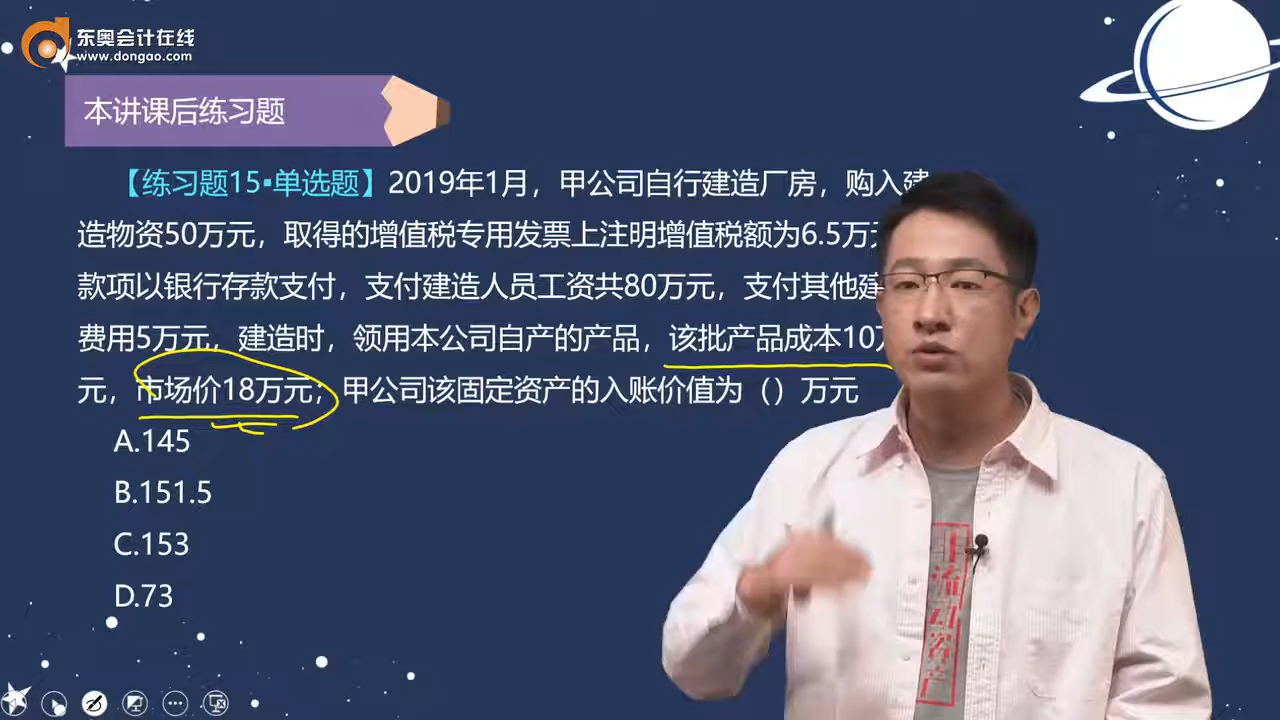 东奥会计在线
www.dongao.com
本讲课后练习题
【练习题15▪单选题】2019年1月，甲公司自行建造厂房，购入建
造物资50万元，取得的增值税专用发票上注明增值税额为6.5万元
款项以银行存款支付，支付建造人员工资共80万元，支付其他建
费用5万元，建造时，领用本公司自产的产品，该批产品成本10万
元，市场价18万元；甲公司该固定资产的入账价值为（）万元
A.145
B.151.5
C.153
D.73
非流动资产